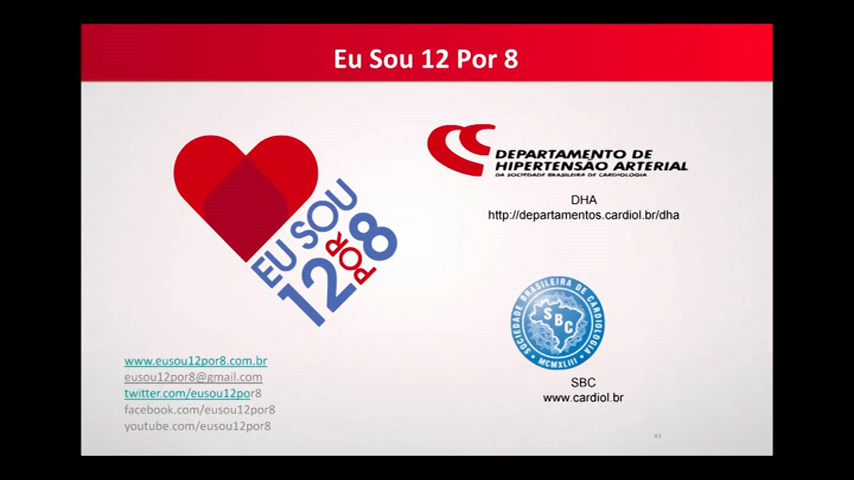 Eu Sou 12 Por 8
EU SOU
12 POR 8
DEPARTAMENTO DE
HIPERTENSÃO ARTERIAL
DA SOCIEDADE BRASILEIRA DE CARDIOLOGIA
DHA
http://departamentos.cardiol.br/dha
SOCIEDADE BRASILEIRA DE CARDIOLOGIA
SBC
MCMXLIII
SBC
www.cardiol.br
www.eusou12por8.com.br
eusou12por8@gmail.com
twitter.com/eusou12por8
facebook.com/eusou12por8
youtube.com/eusou12por8
43